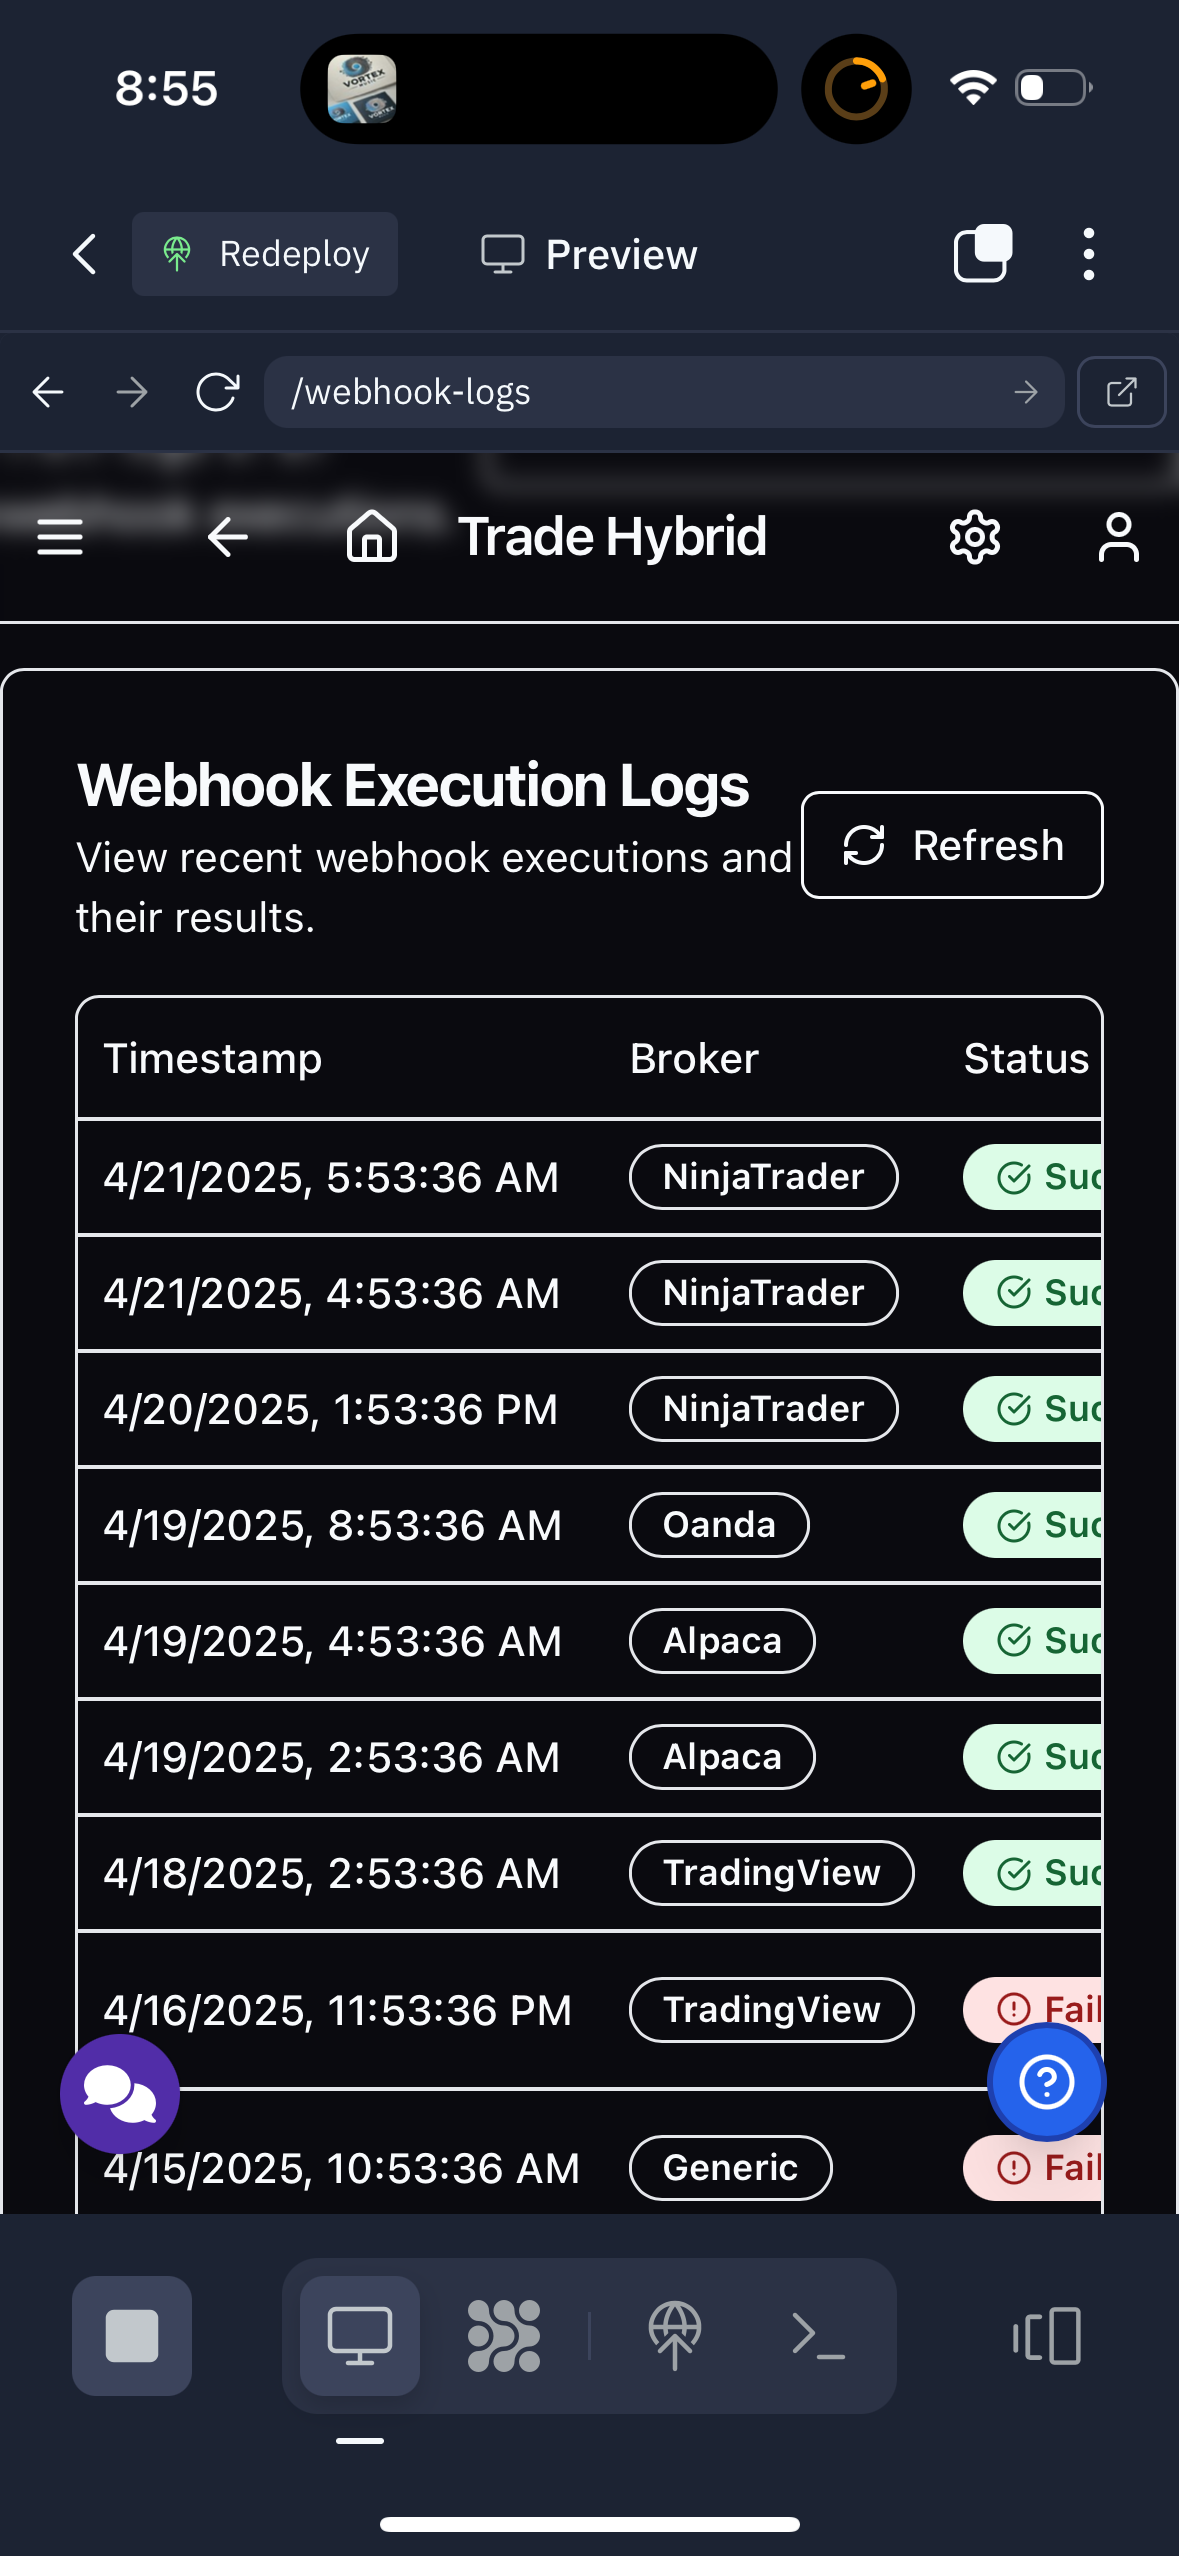 8:55
VORTEX
Redeploy
Preview
/webhook-logs
Trade Hybrid
Webhook Execution Logs
View recent webhook executions and
their results.
Refresh
Timestamp Broker Status
4/21/2025, 5:53:36 AM NinjaTrader Suc
4/21/2025, 4:53:36 AM NinjaTrader Suc
4/20/2025, 1:53:36 PM NinjaTrader Suc
4/19/2025, 8:53:36 AM Oanda Suc
4/19/2025, 4:53:36 AM Alpaca Suc
4/19/2025, 2:53:36 AM Alpaca Suc
4/18/2025, 2:53:36 AM TradingView Suc
4/16/2025, 11:53:36 PM TradingView Fail
4/15/2025, 10:53:36 AM Generic Fail